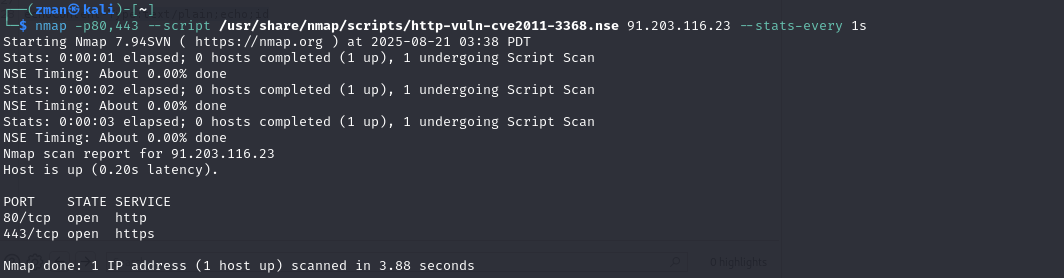 ┌──(zman㉿kali)-[~]
└─$ nmap -p80,443 --script /usr/share/nmap/scripts/http-vuln-cve2011-3368.nse 91.203.116.23 --stats-every 1s
Starting Nmap 7.94SVN ( https://nmap.org ) at 2025-08-21 03:38 PDT
Stats: 0:00:01 elapsed; 0 hosts completed (1 up), 1 undergoing Script Scan
NSE Timing: About 0.00% done
Stats: 0:00:02 elapsed; 0 hosts completed (1 up), 1 undergoing Script Scan
NSE Timing: About 0.00% done
Stats: 0:00:03 elapsed; 0 hosts completed (1 up), 1 undergoing Script Scan
NSE Timing: About 0.00% done
Nmap scan report for 91.203.116.23
Host is up (0.20s latency).

PORT    STATE SERVICE
80/tcp  open  http
443/tcp open  https

Nmap done: 1 IP address (1 host up) scanned in 3.88 seconds
0 highlights